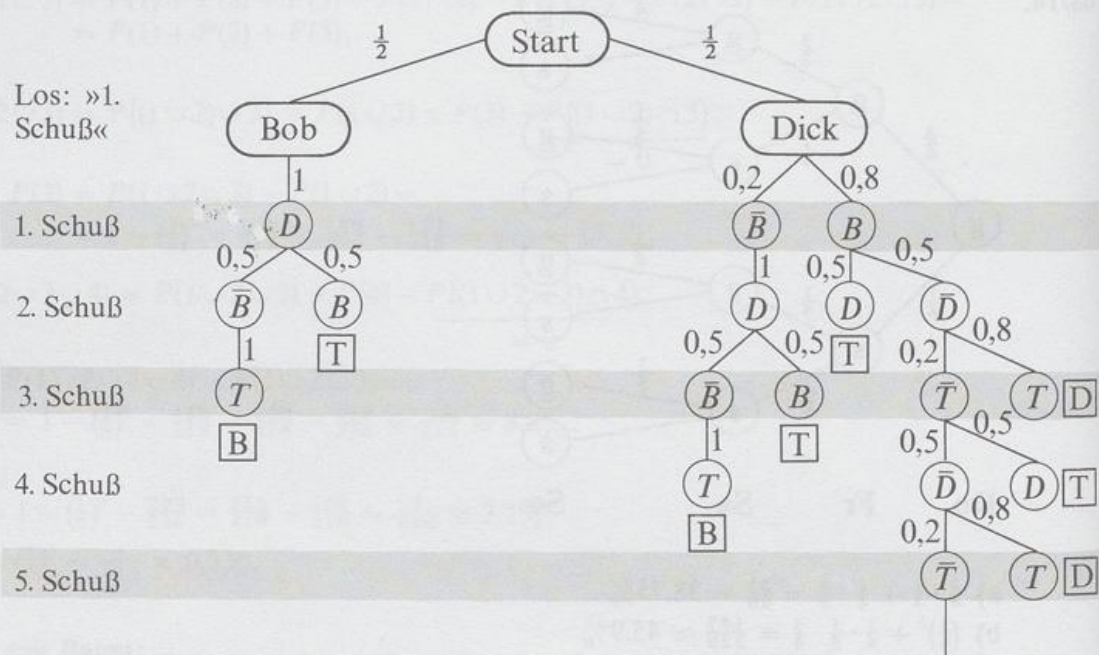 Start
1/2 1/2
Los: »1.
Schuß«
Bob Dick
1 0,2 0,8
1. Schuß D B̄ B
0,5 0,5 1 0,5 0,5
2. Schuß B B D D D̄
1 T 0,5 0,5 T 0,2 0,8
3. Schuß T B̄ B T̄ T D
B 1 T 0,5 0,5
4. Schuß T D̄ D T
B 0,2 0,8
5. Schuß T̄ T D